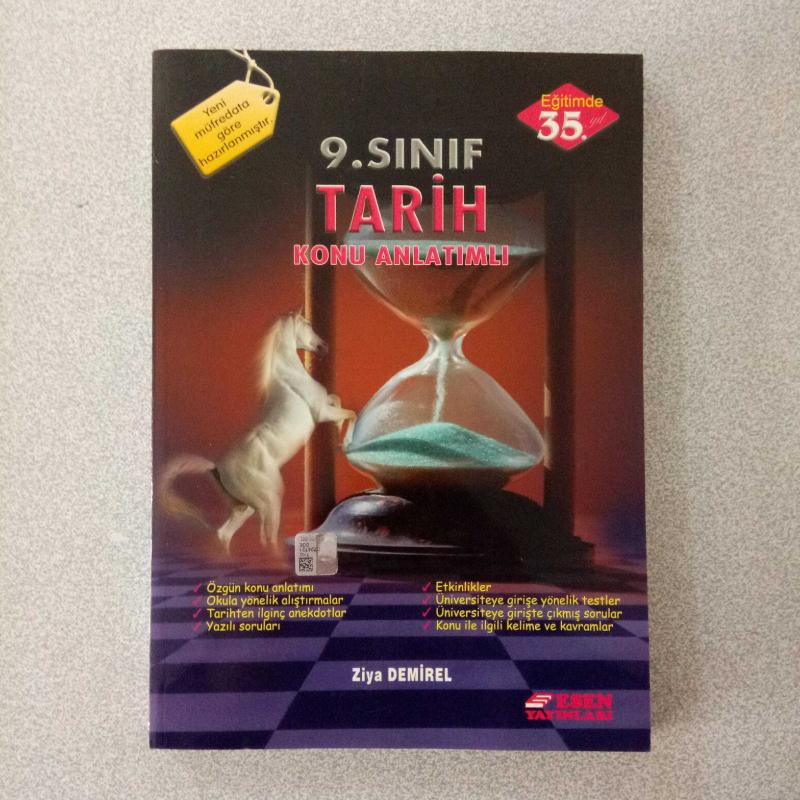 Yeni
müfredata
göre
hazırlanmıştır.
Eğitimde
35.yıl
9.SINIF
TARİH
KONU ANLATIMLI
✓ Özgün konu anlatımı
✓ Okula yönelik alıştırmalar
✓ Tarihten ilginç anekdotlar
✓ Yazılı soruları
✓ Etkinlikler
✓ Üniversiteye girişe yönelik testler
✓ Üniversiteye girişte çıkmış sorular
✓ Konu ile ilgili kelime ve kavramlar
Ziya DEMİREL
ESEN
YAYINLARI